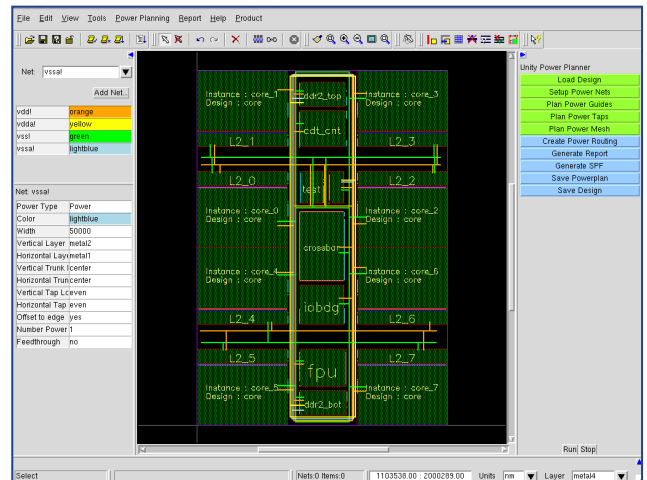 File Edit View Tools Power Planning Report Help Product
Net: vssa!
Add Net...
vdd! orange
vdda! yellow
vss! green
vssa! lightblue
Net: vssa!
Power Type Power
Color lightblue
Width 50000
Vertical Layer metal2
Horizontal Laye metal1
Vertical Trunk l center
Horizontal Trun center
Vertical Tap Lc even
Horizontal Tap even
Offset to edge yes
Number Power 1
Feedthrough no
Instance : core_1
Design : core
ddr2_top
Instance : core_3
Design : core
cdt_cnt
L2_1
L2_3
L2_0
L2_2
test
Instance : core_0
Design : core
Instance : core_2
Design : core
crosbar
Instance : core_4
Design : core
Instance : core_6
Design : core
iobdg
L2_4
L2_6
L2_5
L2_7
fpu
Instance : core_5
Design : core
Instance : core_7
Design : core
ddr2_bot
Unity Power Planner
Load Design
Setup Power Nets
Plan Power Guides
Plan Power Taps
Plan Power Mesh
Create Power Routing
Generate Report
Generate SPF
Save Powerplan
Save Design
Run Stop
Select
Nets:0 Items:0
1103538.00 : 2000289.00
Units nm
Layer metal4